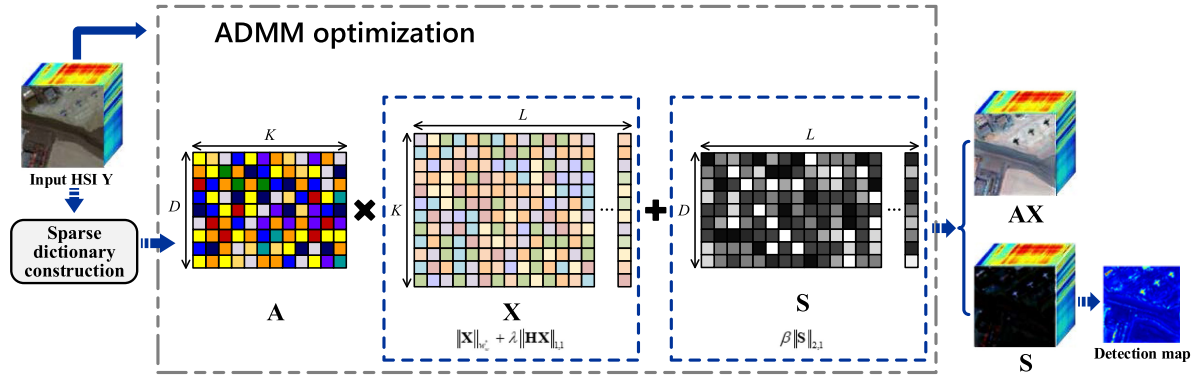 ADMM optimization
Input HSI Y
Sparse
dictionary
construction
K
D
A
L
K
...
X
‖X‖_{w,*} + λ‖HX‖_{1,1}
L
D
...
S
β‖S‖_{2,1}
AX
S
Detection map